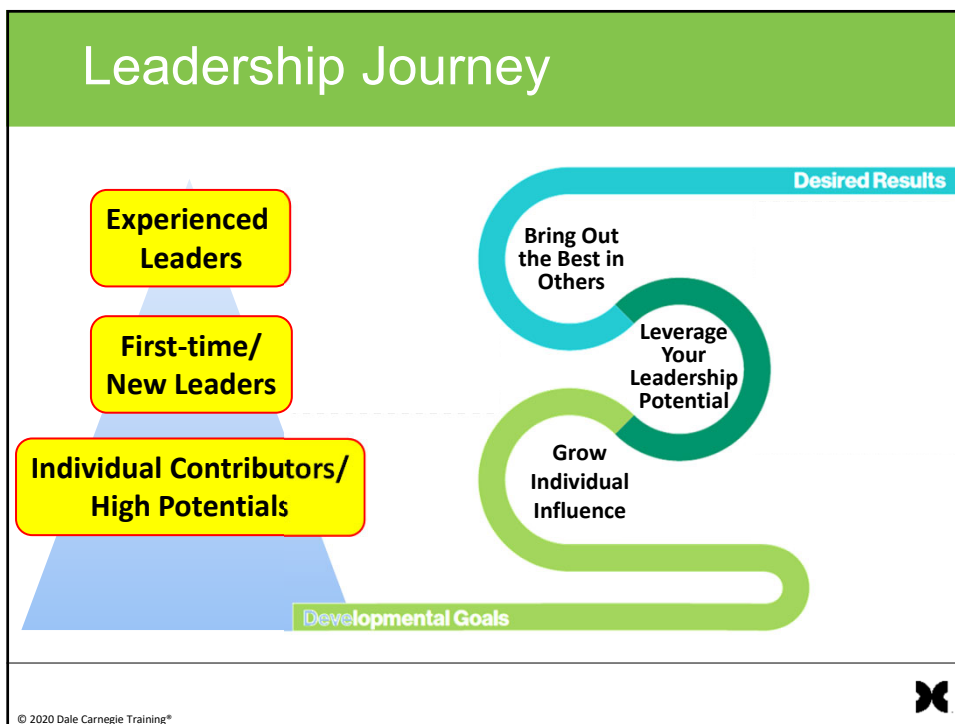 Leadership Journey
Experienced
Leaders
First-time/
New Leaders
Individual Contributors/
High Potentials
Desired Results
Bring Out
the Best in
Others
Leverage
Your
Leadership
Potential
Grow
Individual
Influence
Developmental Goals
© 2020 Dale Carnegie Training®